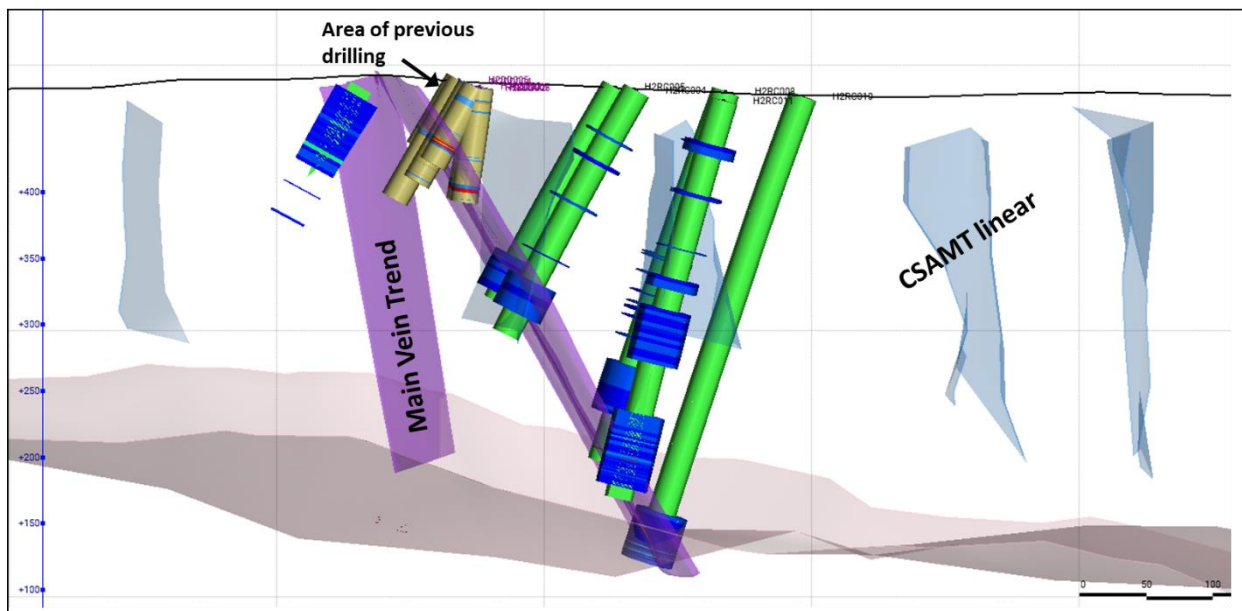 Area of previous
drilling
H2RC005
H2RC004
H2RC008
H2RC011
H2RC010
+400
+350
+300
+250
+200
+150
+100
Main Vein Trend
CSAMT linear
0 50 100